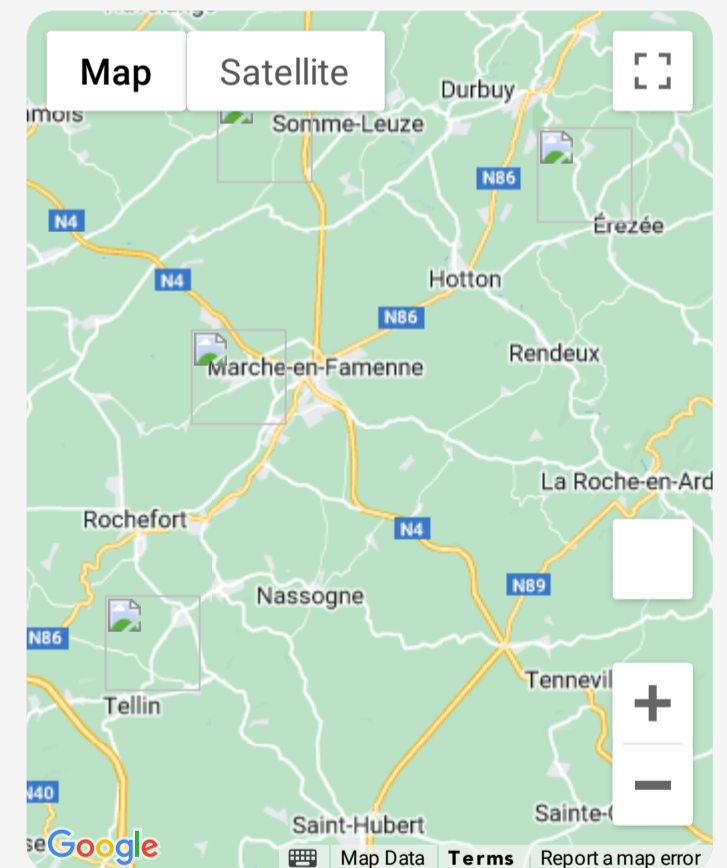 Map
Satellite
Durbuy
Somme-Leuze
N86
N4
Érezée
N4
Hotton
N86
Rendeux
Marche-en-Famenne
La Roche-en-Ard
Rochefort
N4
N89
Nassogne
N86
Tennevil
Tellin
N40
Sainte-
Saint-Hubert
Google
Map Data
Terms
Report a map error